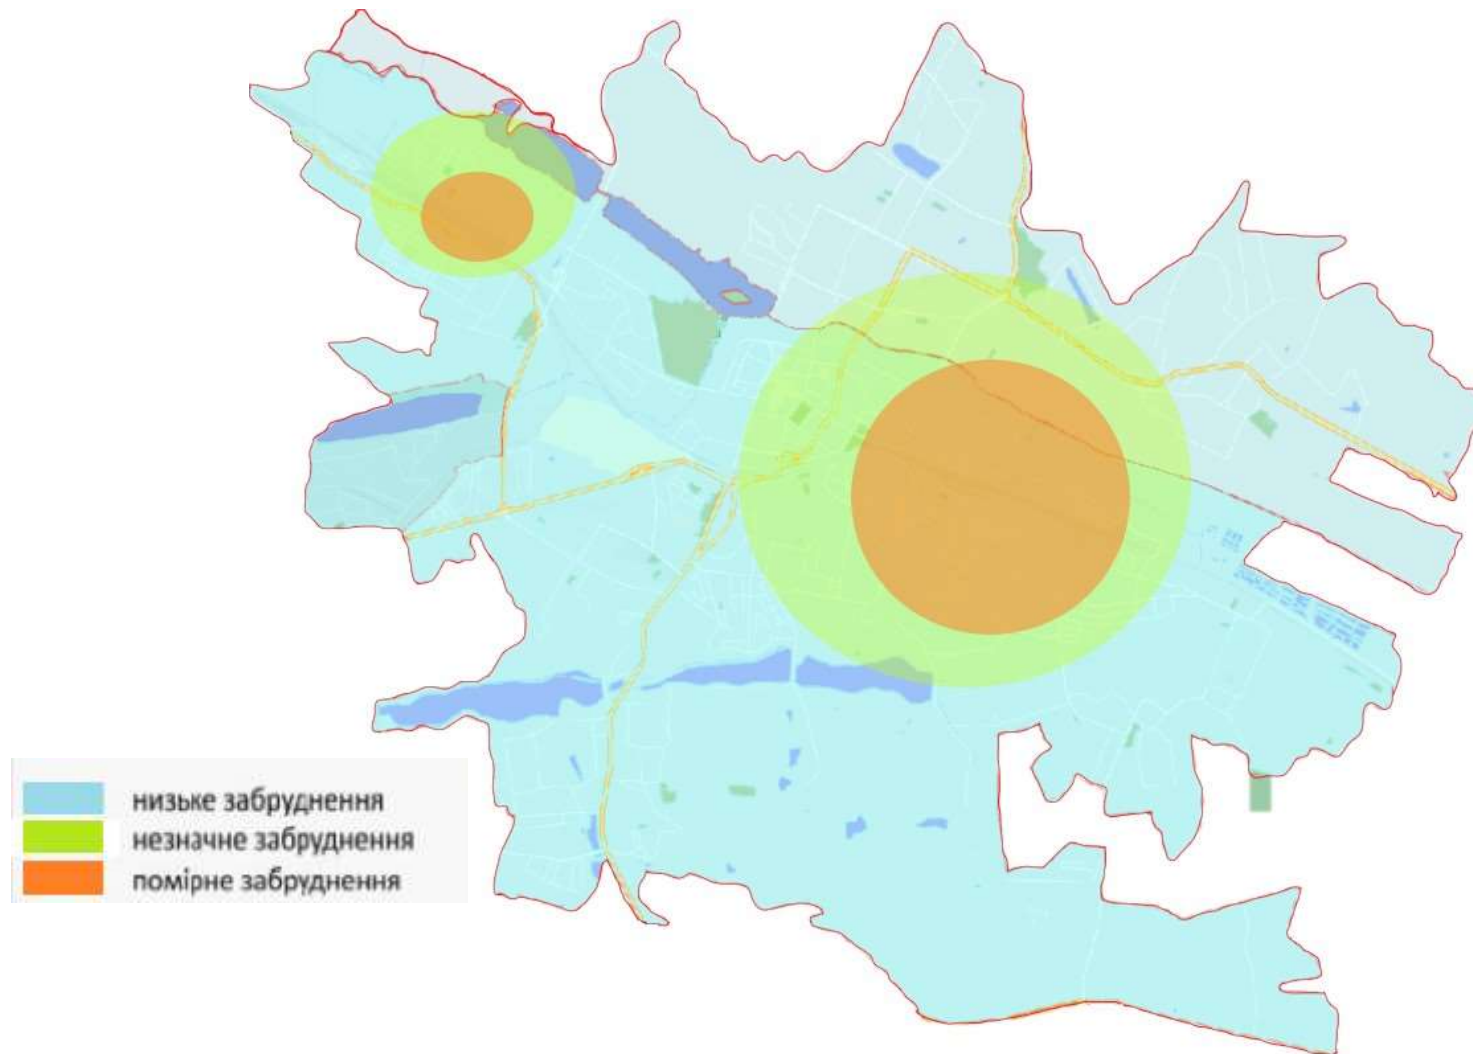 низьке забруднення
незначне забруднення
помірне забруднення